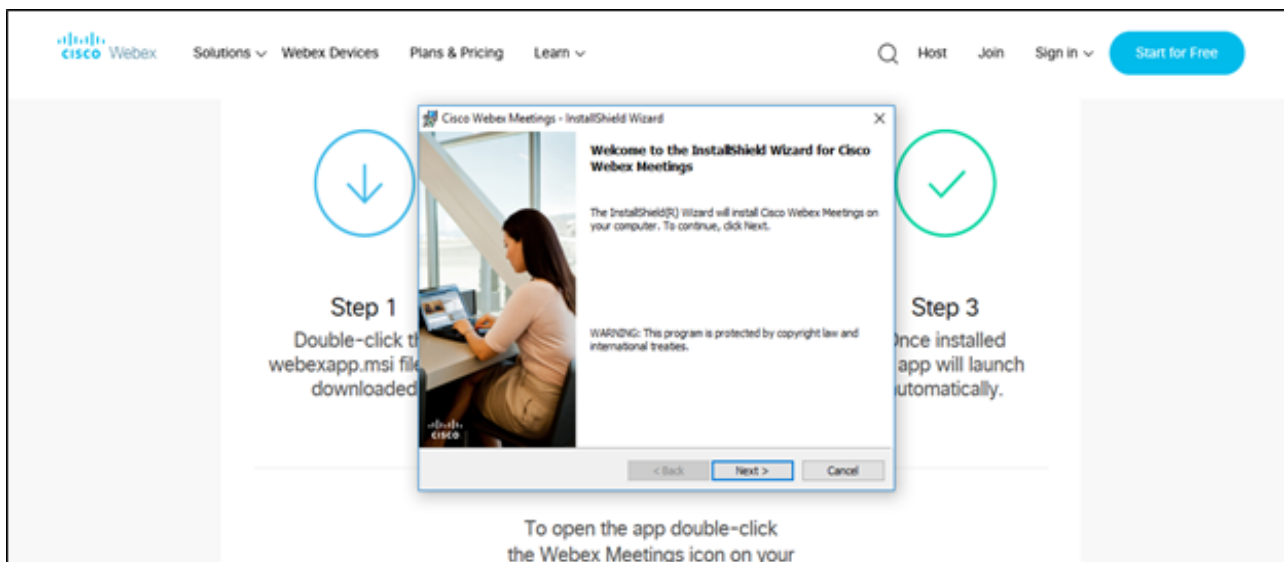 cisco Webex
Solutions
Webex Devices
Plans & Pricing
Learn
Host
Join
Sign in
Start for Free
Cisco Webex Meetings - InstallShield Wizard
Welcome to the InstallShield Wizard for Cisco
Webex Meetings
The InstallShield(R) Wizard will install Cisco Webex Meetings on
your computer. To continue, click Next.
WARNING: This program is protected by copyright law and
international treaties.
cisco
< Back
Next >
Cancel
Step 1
Double-click
webexapp.msi
downloaded
Step 3
installed
app will launch
automatically.
To open the app double-click
the Webex Meetings icon on your